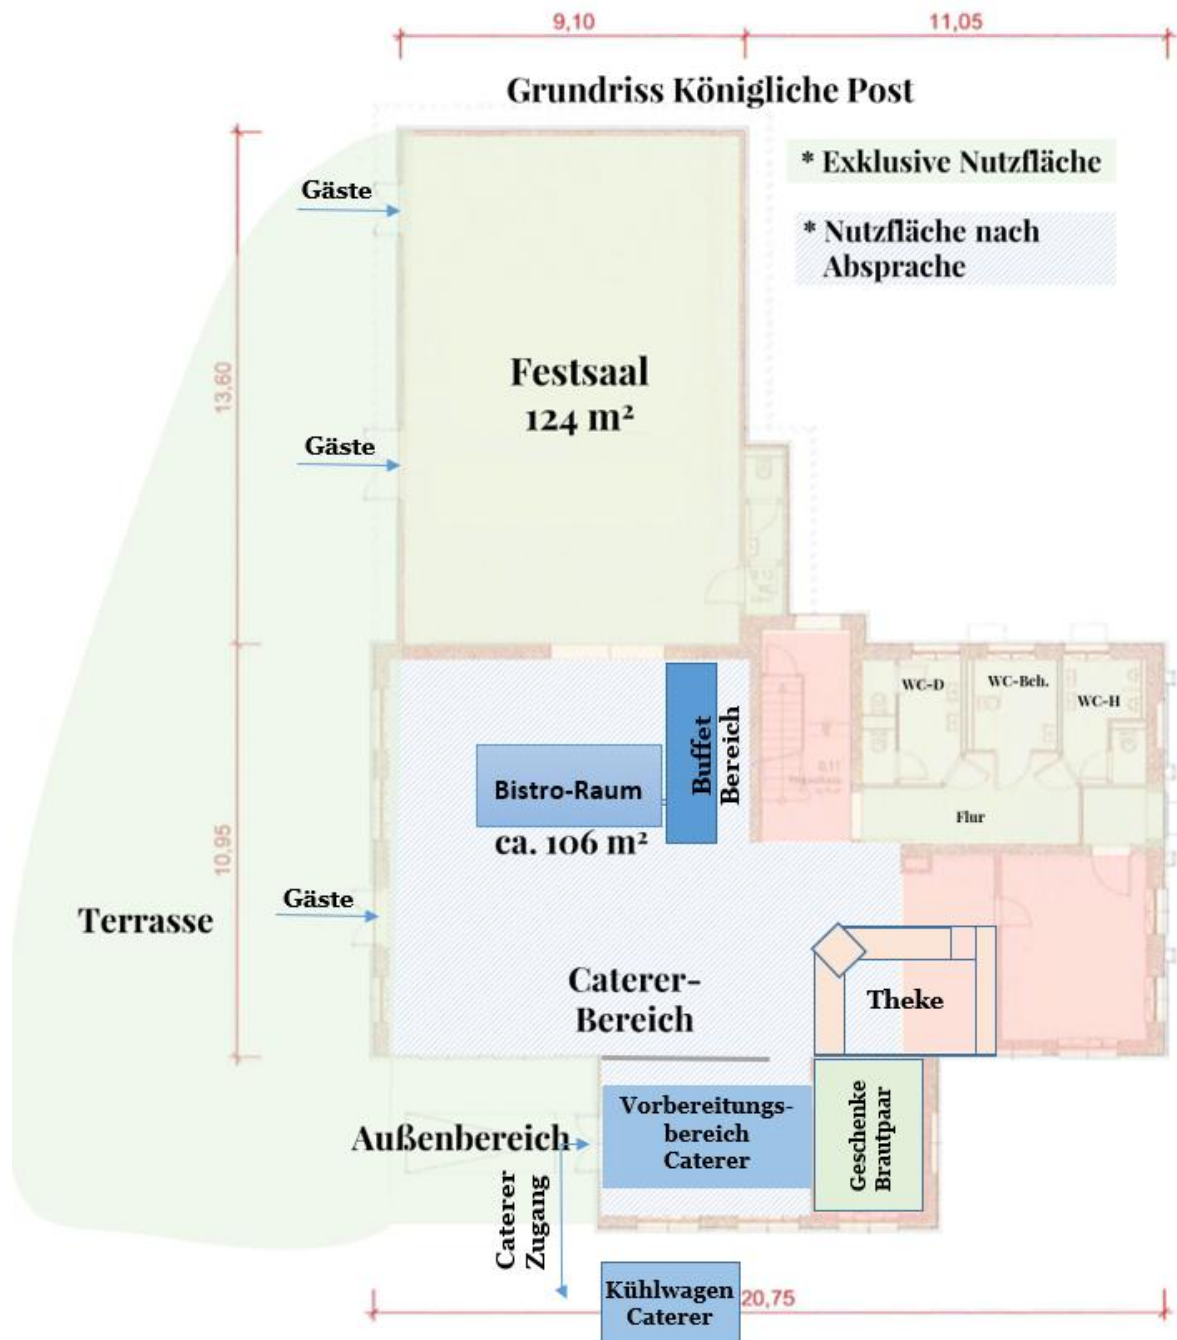 9,10
11,05
Grundriss Königliche Post
* Exklusive Nutzfläche
* Nutzfläche nach
Absprache
Gäste
Festsaal
124 m²
13,60
Gäste
WC-D
WC-Beh.
WC-H
Buffet
Bereich
Bistro-Raum
ca. 106 m²
Flur
10,95
Gäste
Terrasse
Caterer-
Bereich
Theke
Vorbereitungs-
bereich
Caterer
Geschenke
Brautpaar
Außenbereich
Caterer
Zugang
Kühlwagen
Caterer
20,75